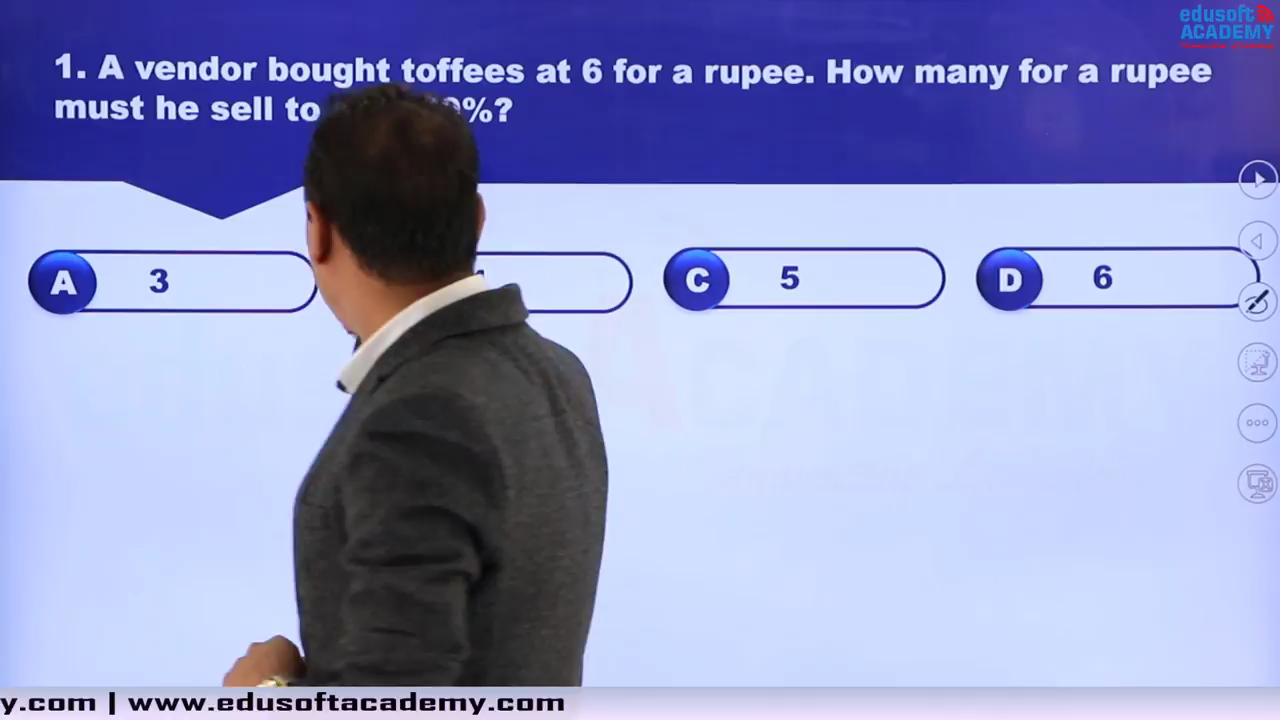 edusoft
ACADEMY
1. A vendor bought toffees at 6 for a rupee. How many for a rupee
must he sell to %?
A 3
C 5
D 6
y.com | www.edusoftacademy.com